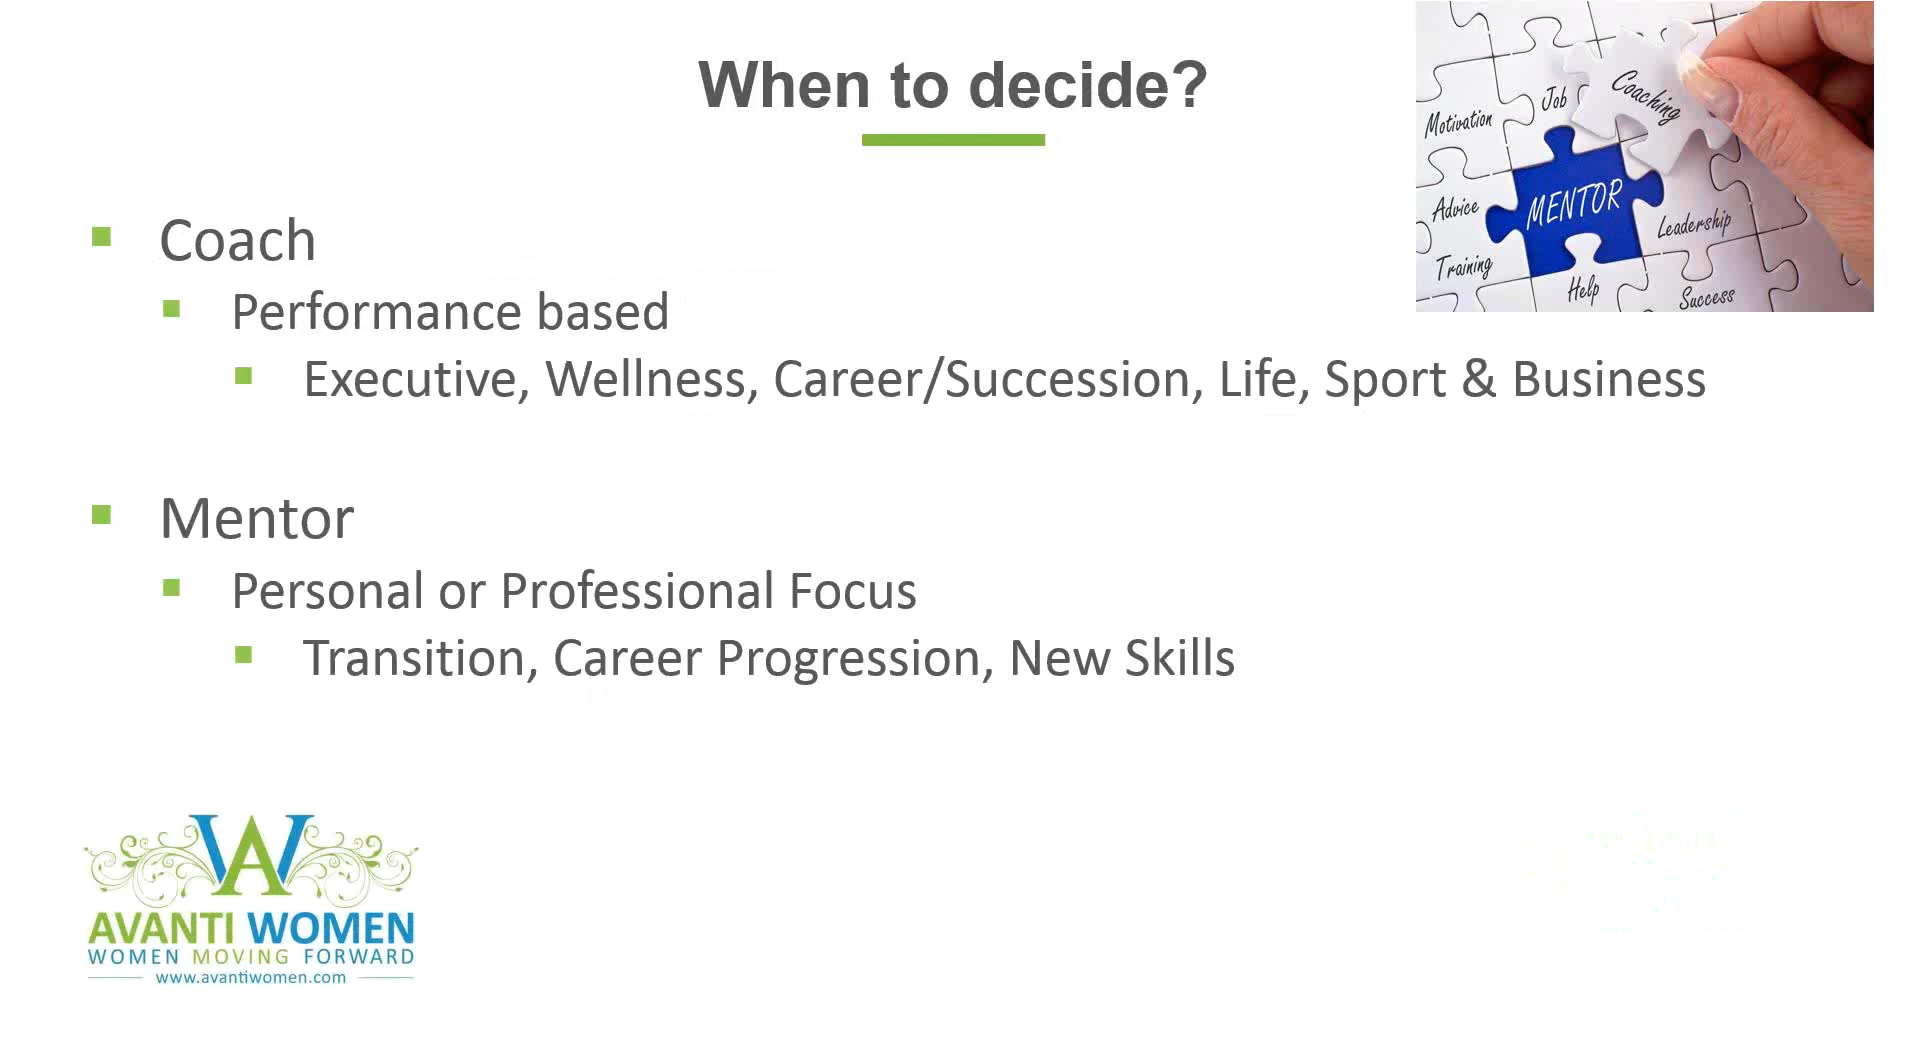 When to decide?
Motivation
Job
Coaching
Advice
MENTOR
Leadership
Training
Help
Success
Coach
Performance based
Executive, Wellness, Career/Succession, Life, Sport & Business
Mentor
Personal or Professional Focus
Transition, Career Progression, New Skills
WA
AVANTI WOMEN
WOMEN MOVING FORWARD
www.avantiwomen.com